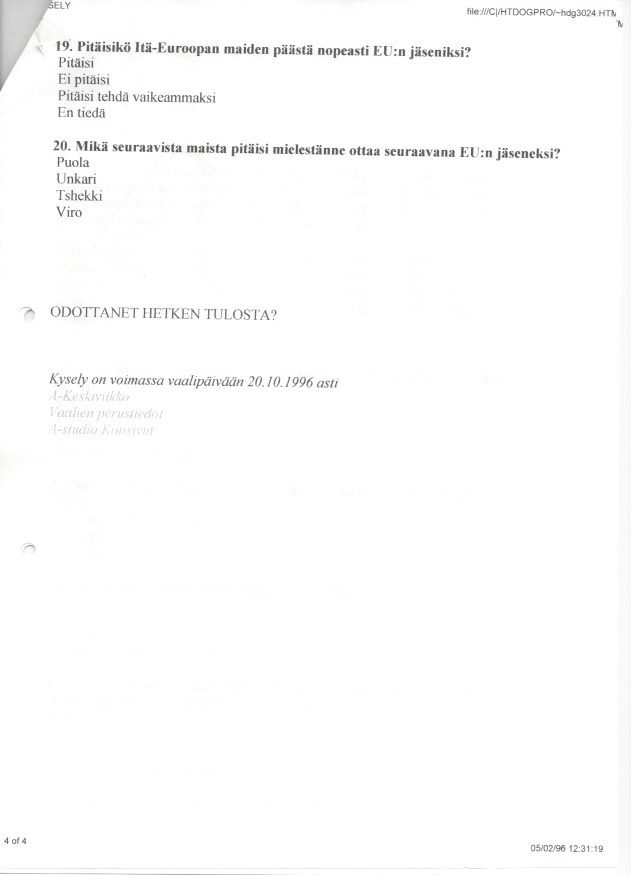 SELY
file:///C|/HTDOGPRO/~hdg3024.HTM
19. Pitäisikö Itä-Euroopan maiden päästä nopeasti EU:n jäseniksi?
Pitäisi
Ei pitäisi
Pitäisi tehdä vaikeammaksi
En tiedä
20. Mikä seuraavista maista pitäisi mielestänne ottaa seuraavana EU:n jäseneksi?
Puola
Unkari
Tshekki
Viro
ODOTTANET HETKEN TULOSTA?
Kysely on voimassa vaalipäivään 20.10.1996 asti
A-Keskiviikko
Vaalien perustiedot
A-studio Kotisivut
4 of 4
05/02/96 12:31:19